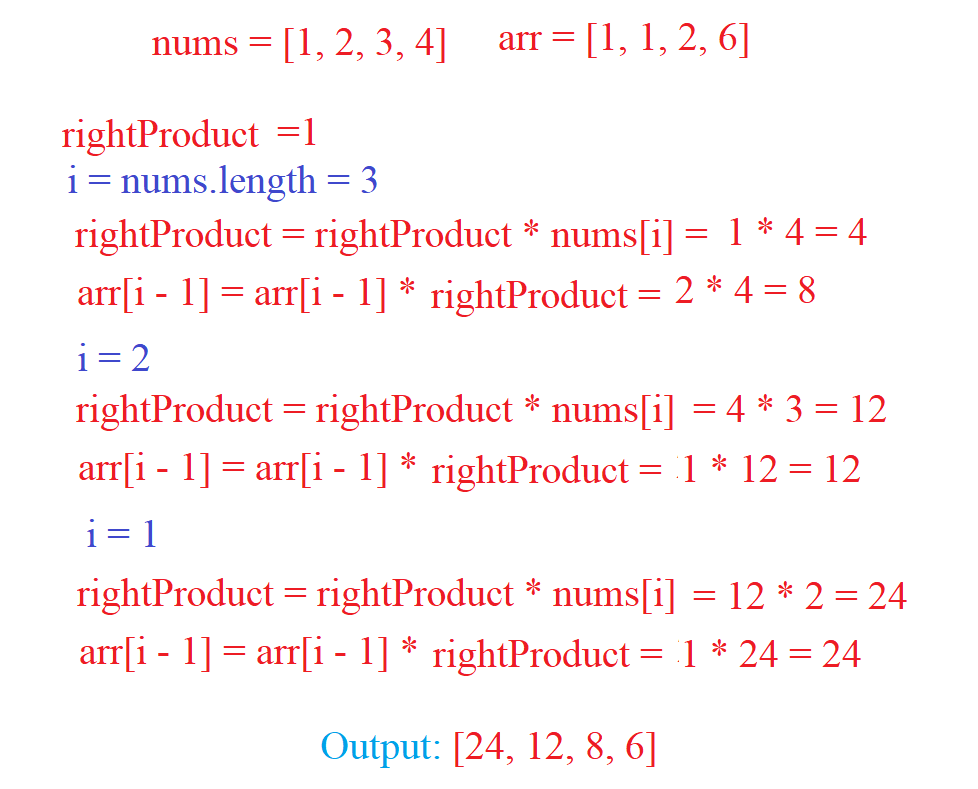 nums = [1, 2, 3, 4] arr = [1, 1, 2, 6]
rightProduct =1
i = nums.length = 3
rightProduct = rightProduct * nums[i] = 1 * 4 = 4
arr[i - 1] = arr[i - 1] * rightProduct = 2 * 4 = 8
i = 2
rightProduct = rightProduct * nums[i] = 4 * 3 = 12
arr[i - 1] = arr[i - 1] * rightProduct = 1 * 12 = 12
i = 1
rightProduct = rightProduct * nums[i] = 12 * 2 = 24
arr[i - 1] = arr[i - 1] * rightProduct = 1 * 24 = 24
Output: [24, 12, 8, 6]